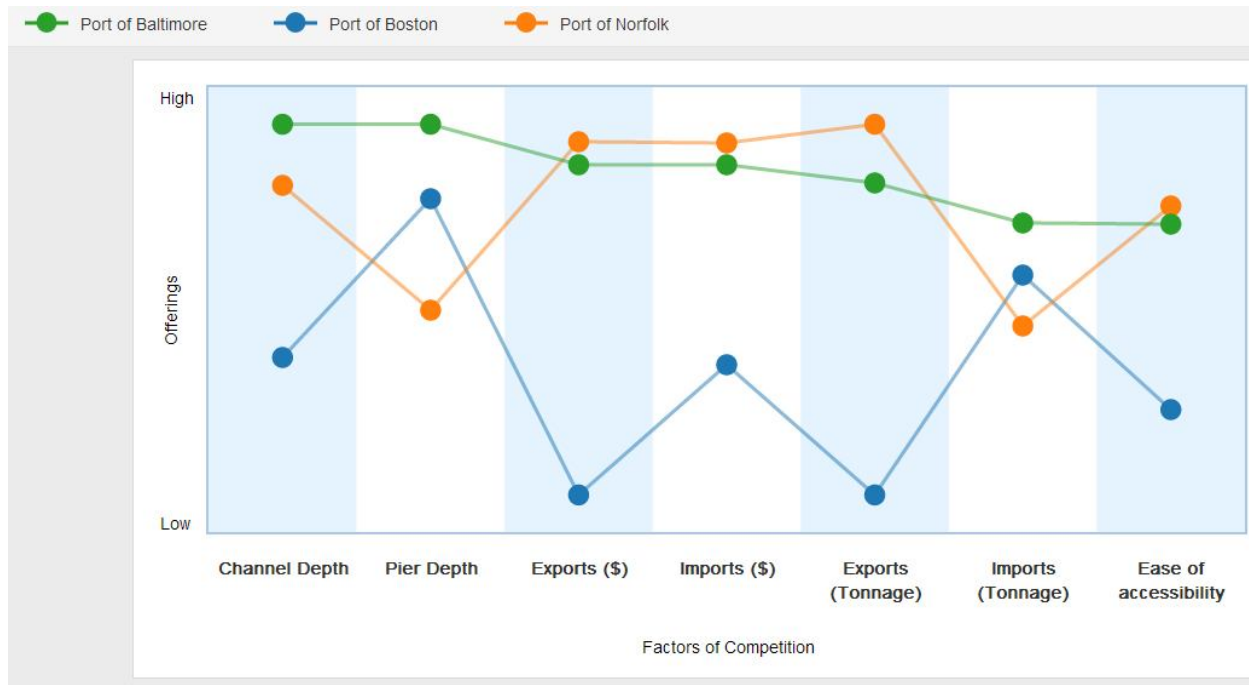 Port of Baltimore
Port of Boston
Port of Norfolk
High
Offerings
Low
Channel Depth
Pier Depth
Exports ($)
Imports ($)
Exports
(Tonnage)
Imports
(Tonnage)
Ease of
accessibility
Factors of Competition